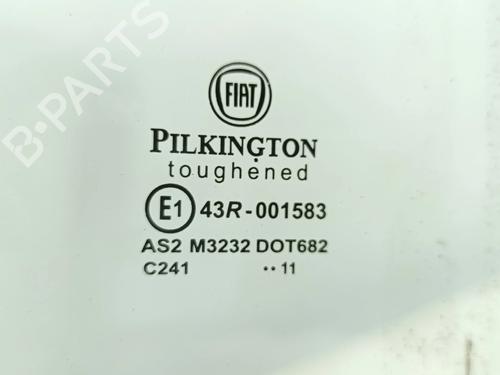 B-PARTS
FIAT
PILKINGTON
toughened
E1 43R-001583
AS2 M3232 DOT682
C241 ··11